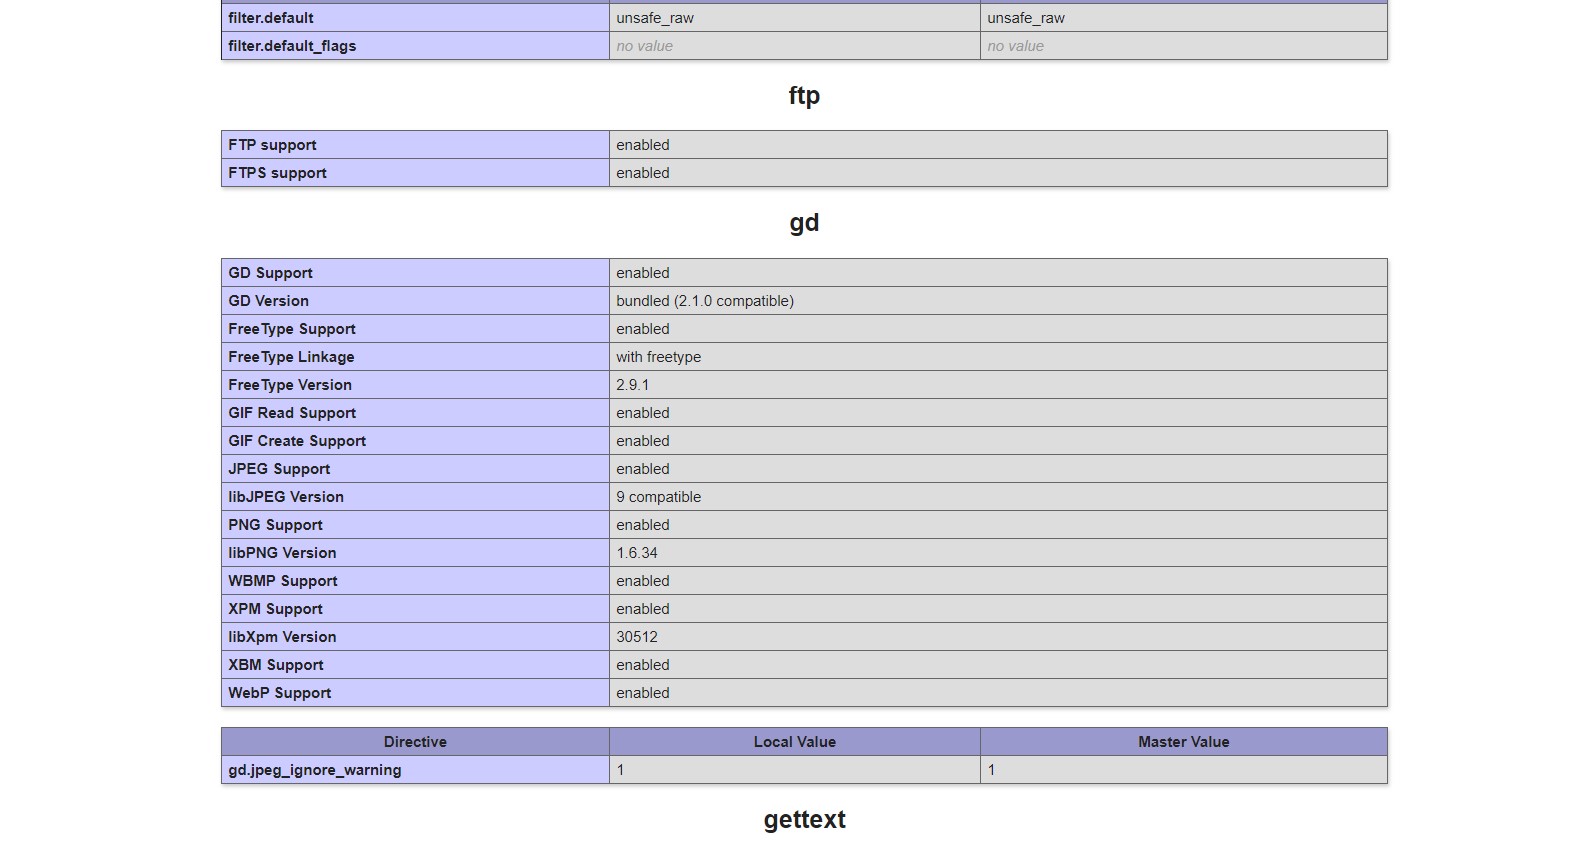 filter.default unsafe_raw unsafe_raw
filter.default_flags no value no value
ftp
FTP support enabled
FTPS support enabled
gd
GD Support enabled
GD Version bundled (2.1.0 compatible)
FreeType Support enabled
FreeType Linkage with freetype
FreeType Version 2.9.1
GIF Read Support enabled
GIF Create Support enabled
JPEG Support enabled
libJPEG Version 9 compatible
PNG Support enabled
libPNG Version 1.6.34
WBMP Support enabled
XPM Support enabled
libXpm Version 30512
XBM Support enabled
WebP Support enabled
Directive Local Value Master Value
gd.jpeg_ignore_warning 1 1
gettext